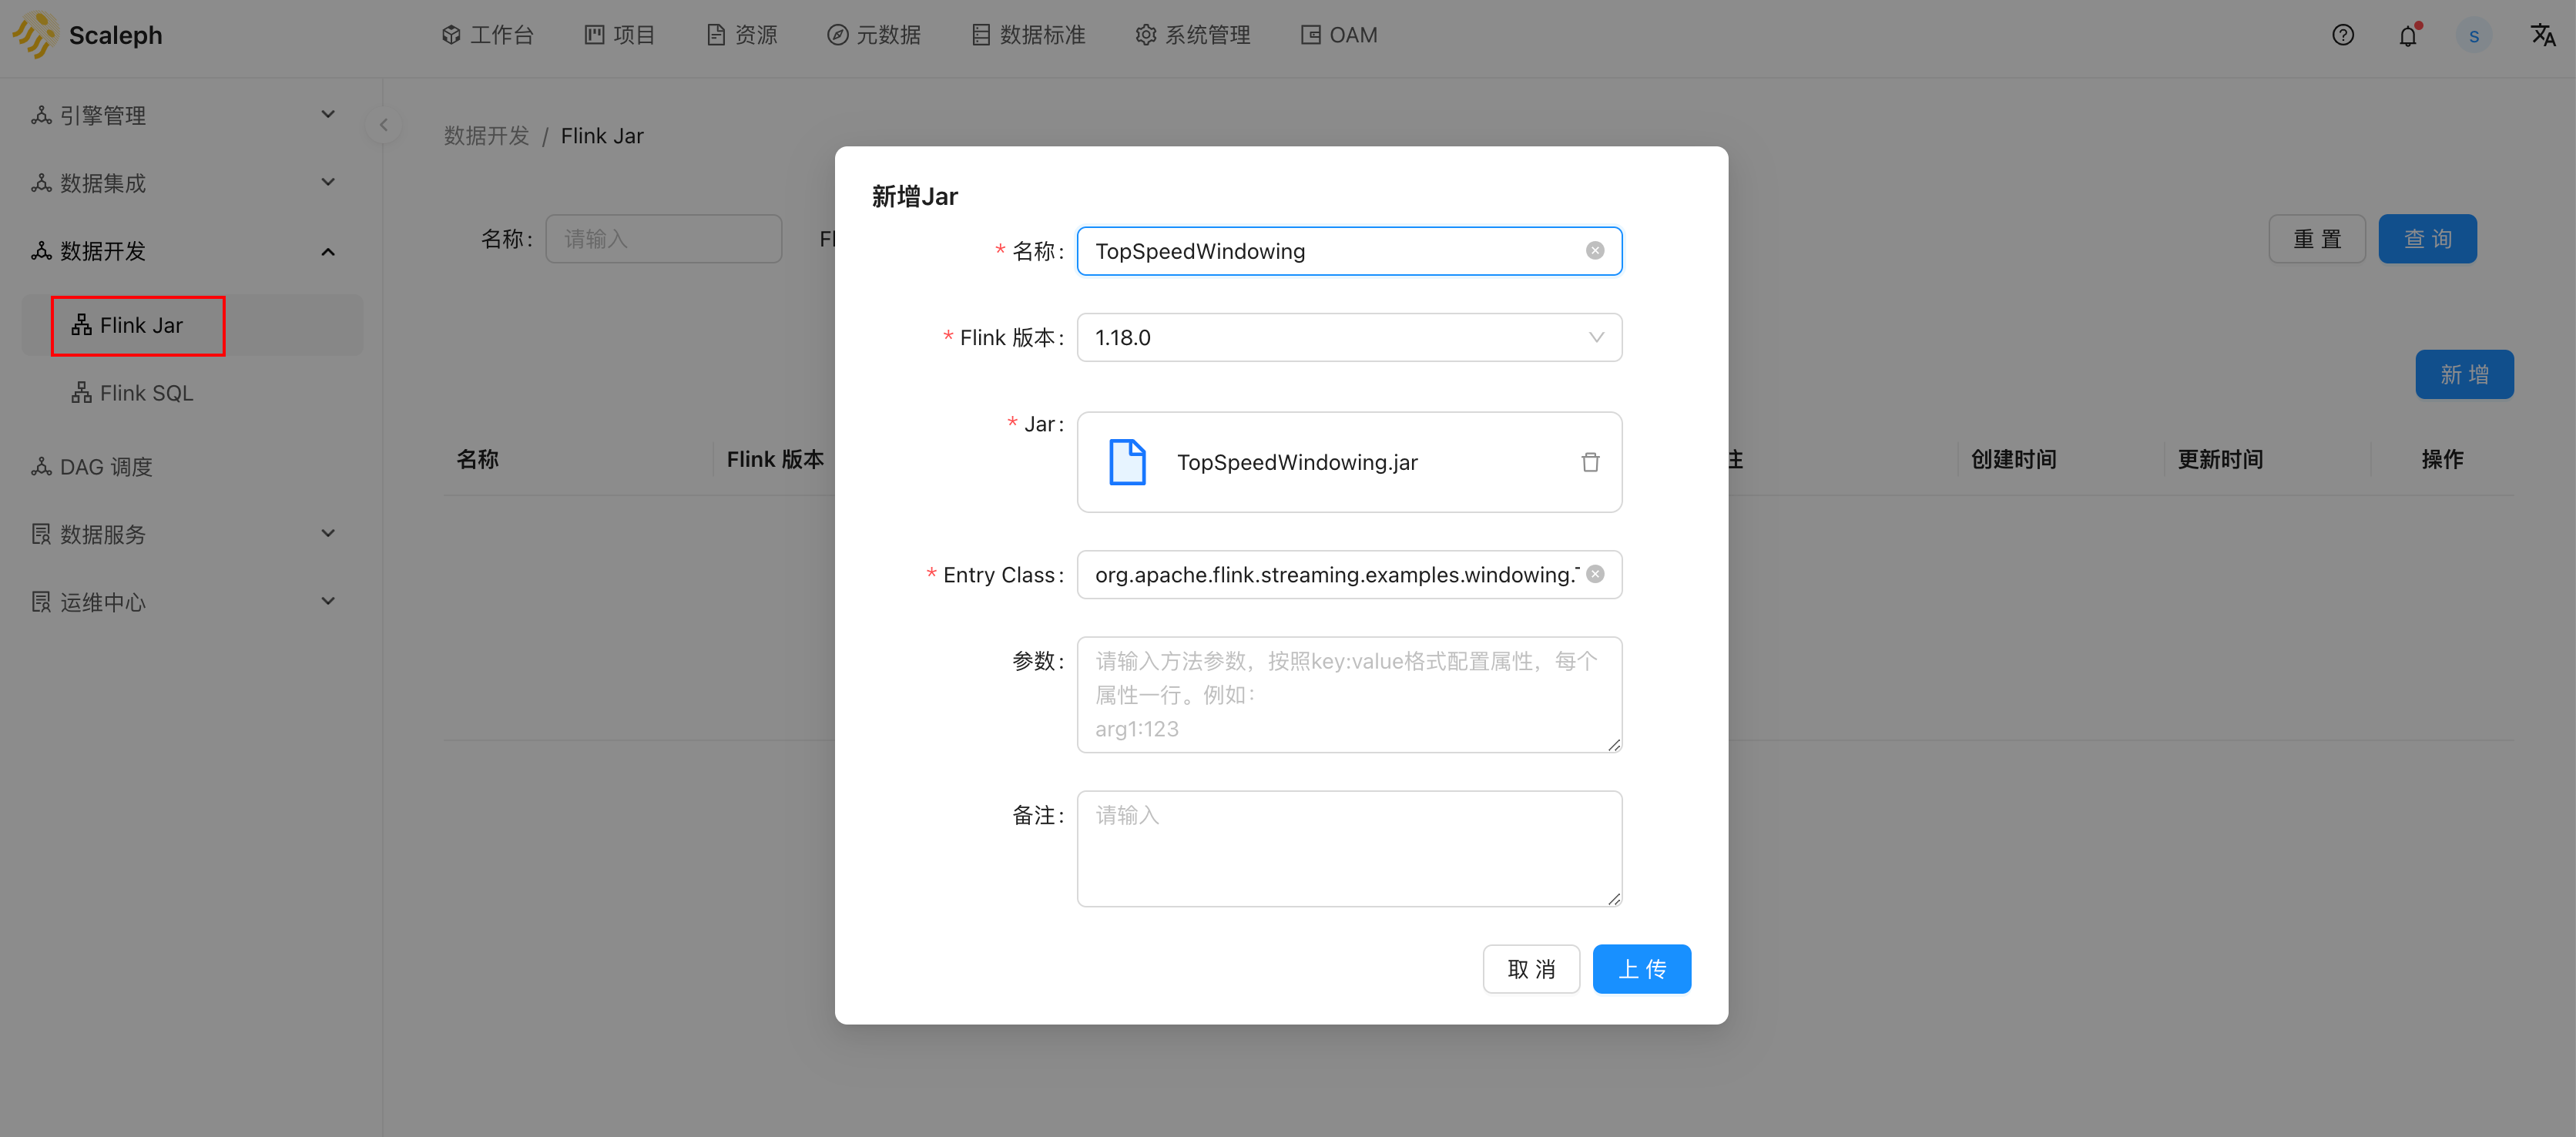 Scaleph
工作台
项目
资源
元数据
数据标准
系统管理
OAM
s
引擎管理
数据集成
数据开发
Flink Jar
Flink SQL
DAG 调度
数据服务
运维中心
数据开发 / Flink Jar
名称: 请输入
重 置
查 询
新 增
名称
Flink 版本
注
创建时间
更新时间
操作
新增Jar
* 名称: TopSpeedWindowing
* Flink 版本: 1.18.0
* Jar: TopSpeedWindowing.jar
* Entry Class: org.apache.flink.streaming.examples.windowing.
参数: 请输入方法参数，按照key:value格式配置属性，每个
属性一行。例如：
arg1:123
备注: 请输入
取 消
上 传